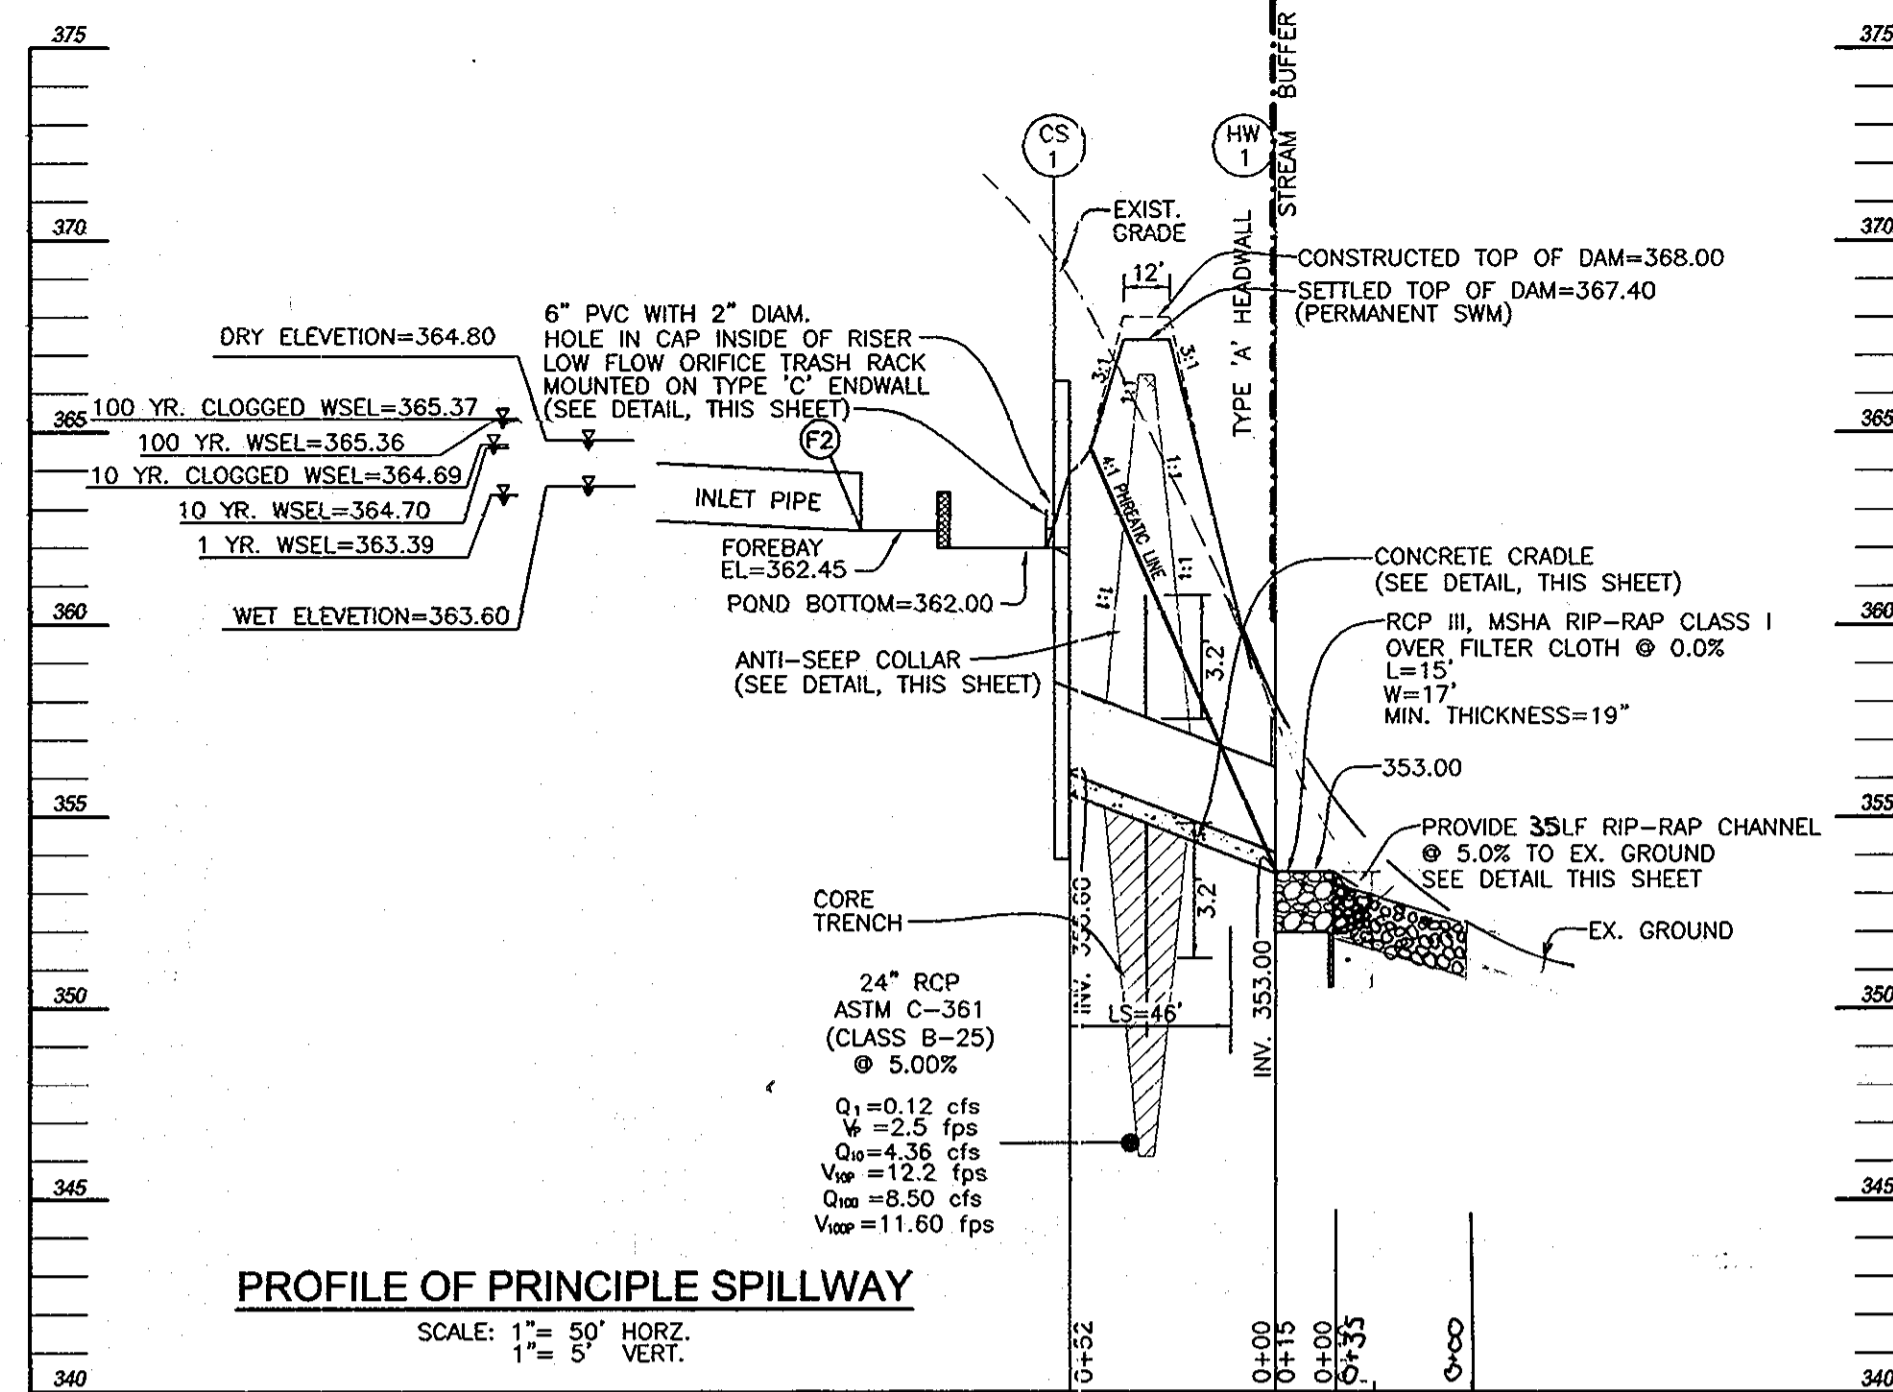 375
370
365
360
355
350
345
340
375
370
365
360
355
350
345
340
CS
1
HW
1
STREAM BUFFER
TYPE 'A' HEADWALL
EXIST.
GRADE
12'
CONSTRUCTED TOP OF DAM=368.00
SETTLED TOP OF DAM=367.40
(PERMANENT SWM)
6" PVC WITH 2" DIAM.
HOLE IN CAP INSIDE OF RISER
LOW FLOW ORIFICE TRASH RACK
MOUNTED ON TYPE 'C' ENDWALL
(SEE DETAIL, THIS SHEET)
DRY ELEVETION=364.80
100 YR. CLOGGED WSEL=365.37
100 YR. WSEL=365.36
10 YR. CLOGGED WSEL=364.69
10 YR. WSEL=364.70
1 YR. WSEL=363.39
WET ELEVETION=363.60
F2
INLET PIPE
FOREBAY
EL=362.45
POND BOTTOM=362.00
3:1
3:1
1:1
1:1
1:1
1:1
4:1 PHREATIC LINE
ANTI-SEEP COLLAR
(SEE DETAIL, THIS SHEET)
3.2'
CONCRETE CRADLE
(SEE DETAIL, THIS SHEET)
RCP III, MSHA RIP-RAP CLASS I
OVER FILTER CLOTH @ 0.0%
L=15'
W=17'
MIN. THICKNESS=19"
353.00
PROVIDE 35LF RIP-RAP CHANNEL
@ 5.0% TO EX. GROUND
SEE DETAIL THIS SHEET
EX. GROUND
CORE
TRENCH
3.2'
INV.
INV. 353.00
LS=46'
24" RCP
ASTM C-361
(CLASS B-25)
@ 5.00%
Q1=0.12 cfs
VP =2.5 fps
Q10=4.36 cfs
V10P =12.2 fps
Q100 =8.50 cfs
V100P =11.60 fps
PROFILE OF PRINCIPLE SPILLWAY
SCALE: 1"= 50' HORZ.
1"= 5' VERT.
0+52
0+00
0+15
0+00
0+35
0+00